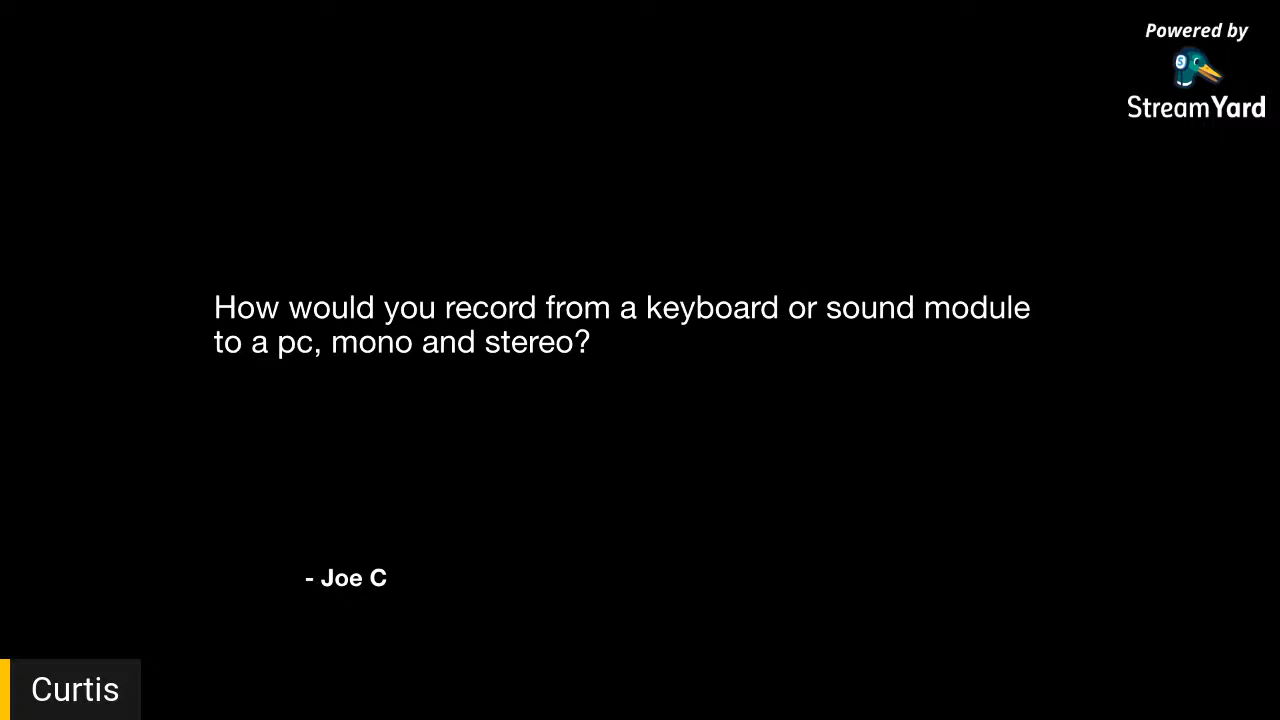 Powered by
StreamYard
How would you record from a keyboard or sound module
to a pc, mono and stereo?
- Joe C
Curtis